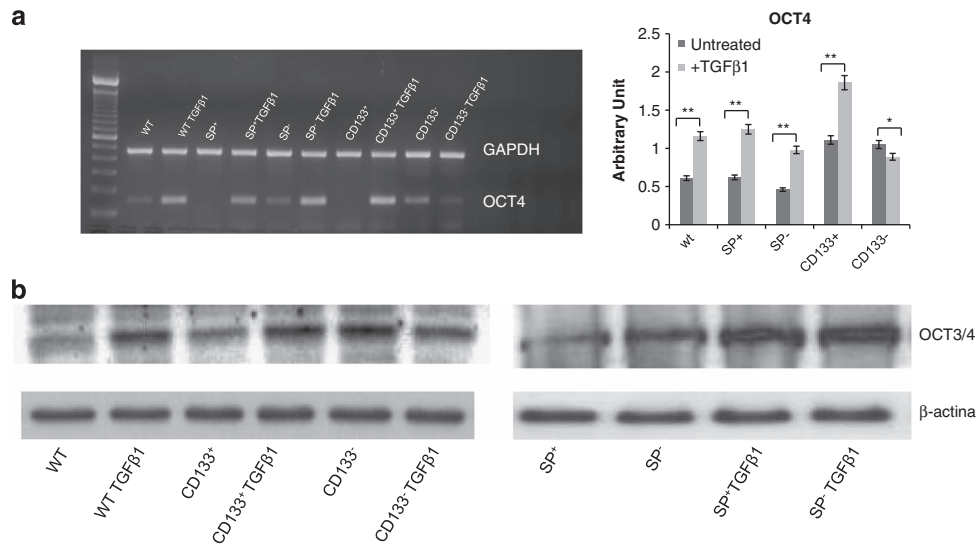 a
WT
WT TGFβ1
SP⁺
SP⁺TGFβ1
SP⁻
SP⁻ TGFβ1
CD133⁺
CD133⁺ TGFβ1
CD133⁻
CD133⁻ TGFβ1
GAPDH
OCT4
OCT4
Untreated
+TGFβ1
Arbitrary Unit
2.5
2
1.5
1
0.5
0
**
**
**
**
*
wt
SP+
SP-
CD133+
CD133-
b
OCT3/4
β-actina
WT
WT TGFβ1
CD133⁺
CD133⁺ TGFβ1
CD133⁻
CD133⁻ TGFβ1
SP⁺
SP⁻
SP⁺TGFβ1
SP⁻ TGFβ1